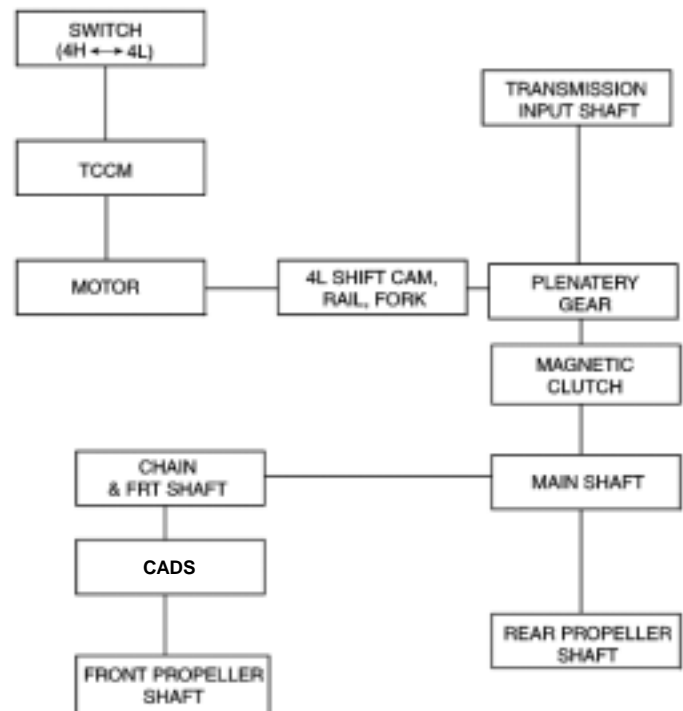 SWITCH
(4H ↔ 4L)
TRANSMISSION
INPUT SHAFT
TCCM
MOTOR
4L SHIFT CAM,
RAIL, FORK
PLENATERY
GEAR
MAGNETIC
CLUTCH
CHAIN
& FRT SHAFT
MAIN SHAFT
CADS
REAR PROPELLER
SHAFT
FRONT PROPELLER
SHAFT